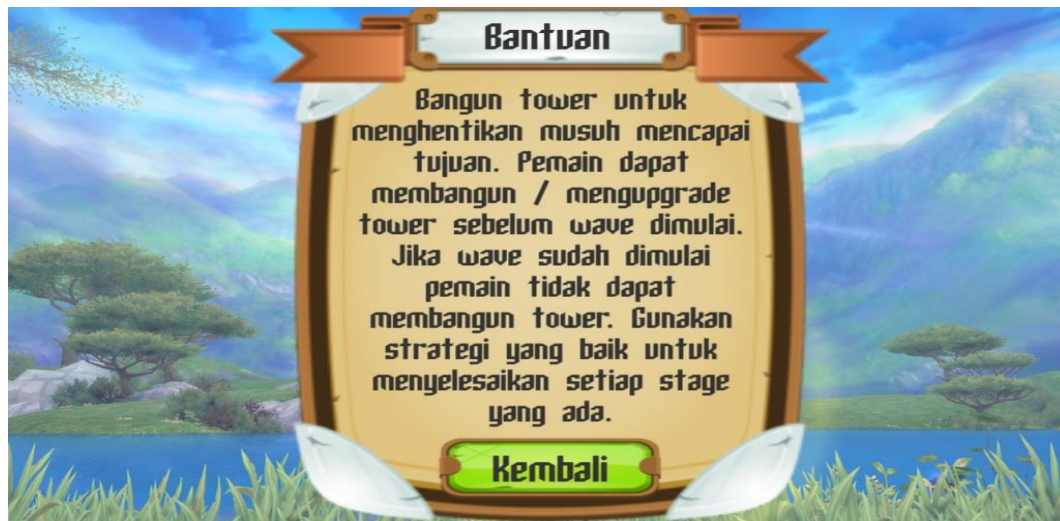 Bantuan
Bangun tower untuk
menghentikan musuh mencapai
tujuan. Pemain dapat
membangun / mengupgrade
tower sebelum wave dimulai.
Jika wave sudah dimulai
pemain tidak dapat
membangun tower. Gunakan
strategi yang baik untuk
menyelesaikan setiap stage
yang ada.
Kembali